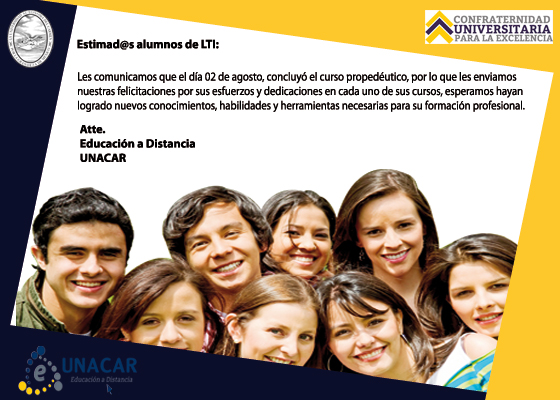 CONFRATERNIDAD
UNIVERSITARIA
PARA LA EXCELENCIA
Estimad@s alumnos de LTI:
Les comunicamos que el día 02 de agosto, concluyó el curso propedéutico, por lo que les enviamos
nuestras felicitaciones por sus esfuerzos y dedicaciones en cada uno de sus cursos, esperamos hayan
logrado nuevos conocimientos, habilidades y herramientas necesarias para su formación profesional.
Atte.
Educación a Distancia
UNACAR
e
UNACAR
Educación a Distancia